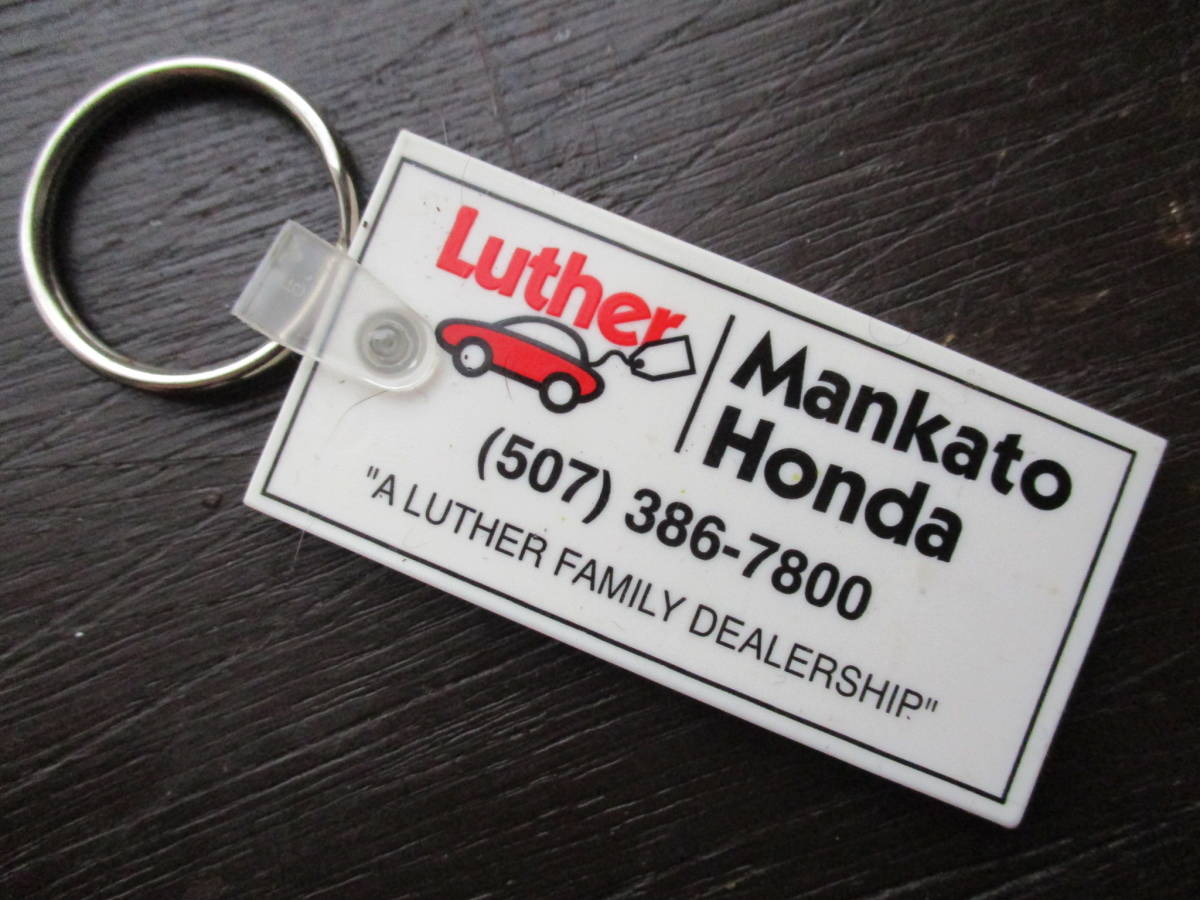 Luther
Mankato
Honda
(507) 386-7800
"A LUTHER FAMILY DEALERSHIP"